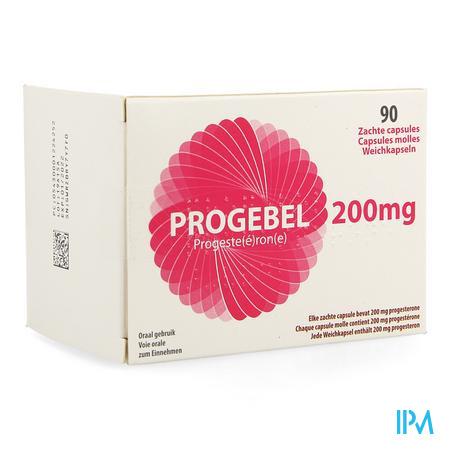 90
Zachte capsules
Capsules molles
Weichkapseln
PROGEBEL 200mg
Progeste(é)ron(e)
Elke zachte capsule bevat 200 mg progesterone
Chaque capsule molle contient 200 mg progestérone
Jede Weichkapsel enthält 200 mg progesteron
Oraal gebruik
Voie orale
zum Einnehmen
IPM